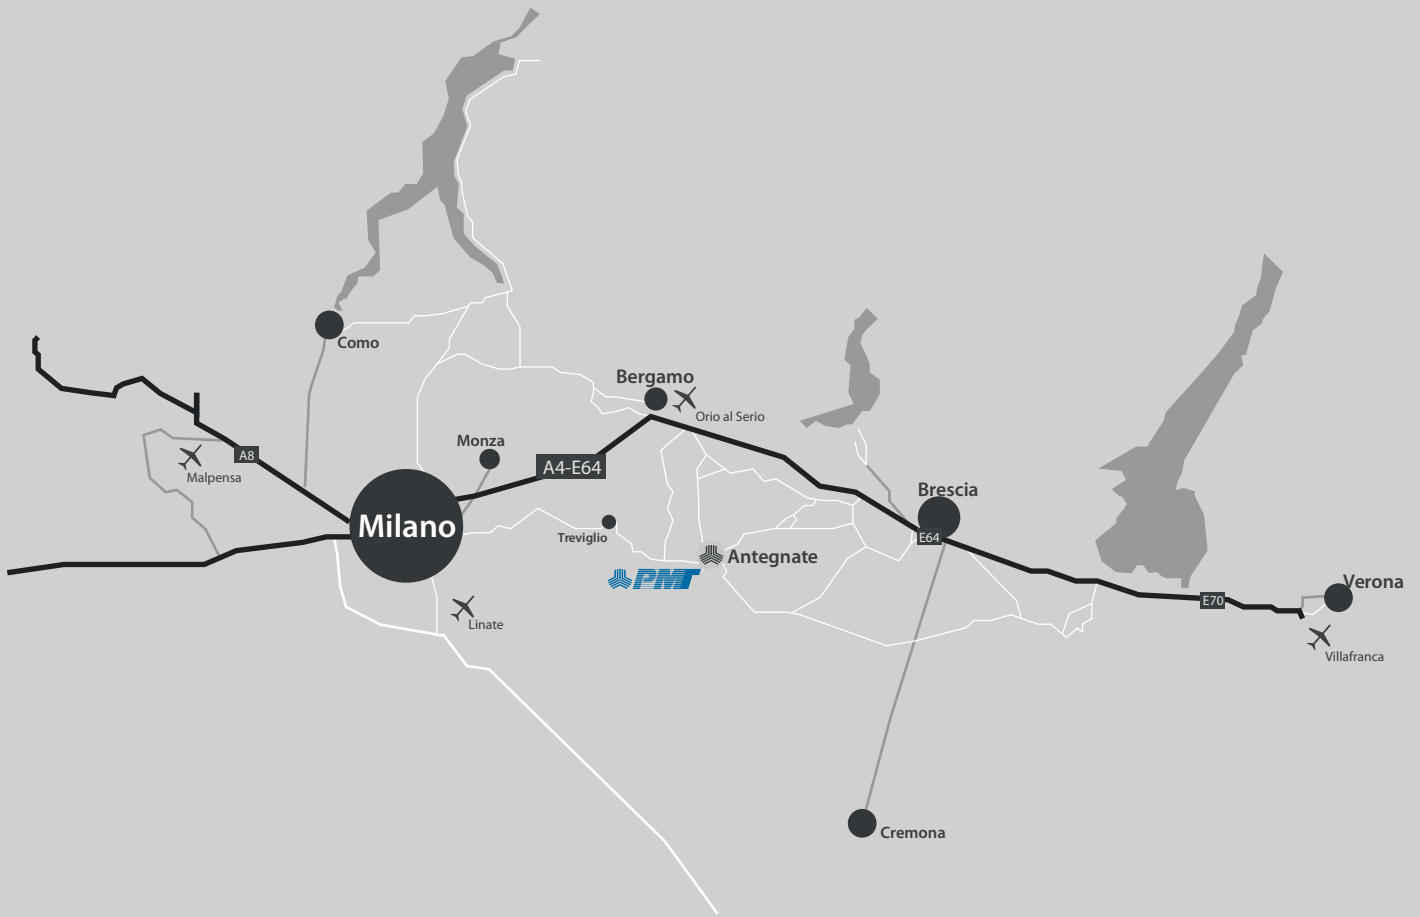 Como
Bergamo
Orio al Serio
Monza
A8
A4-E64
Malpensa
Brescia
Milano
Treviglio
E64
Antegnate
PMT
Verona
E70
Linate
Villafranca
Cremona